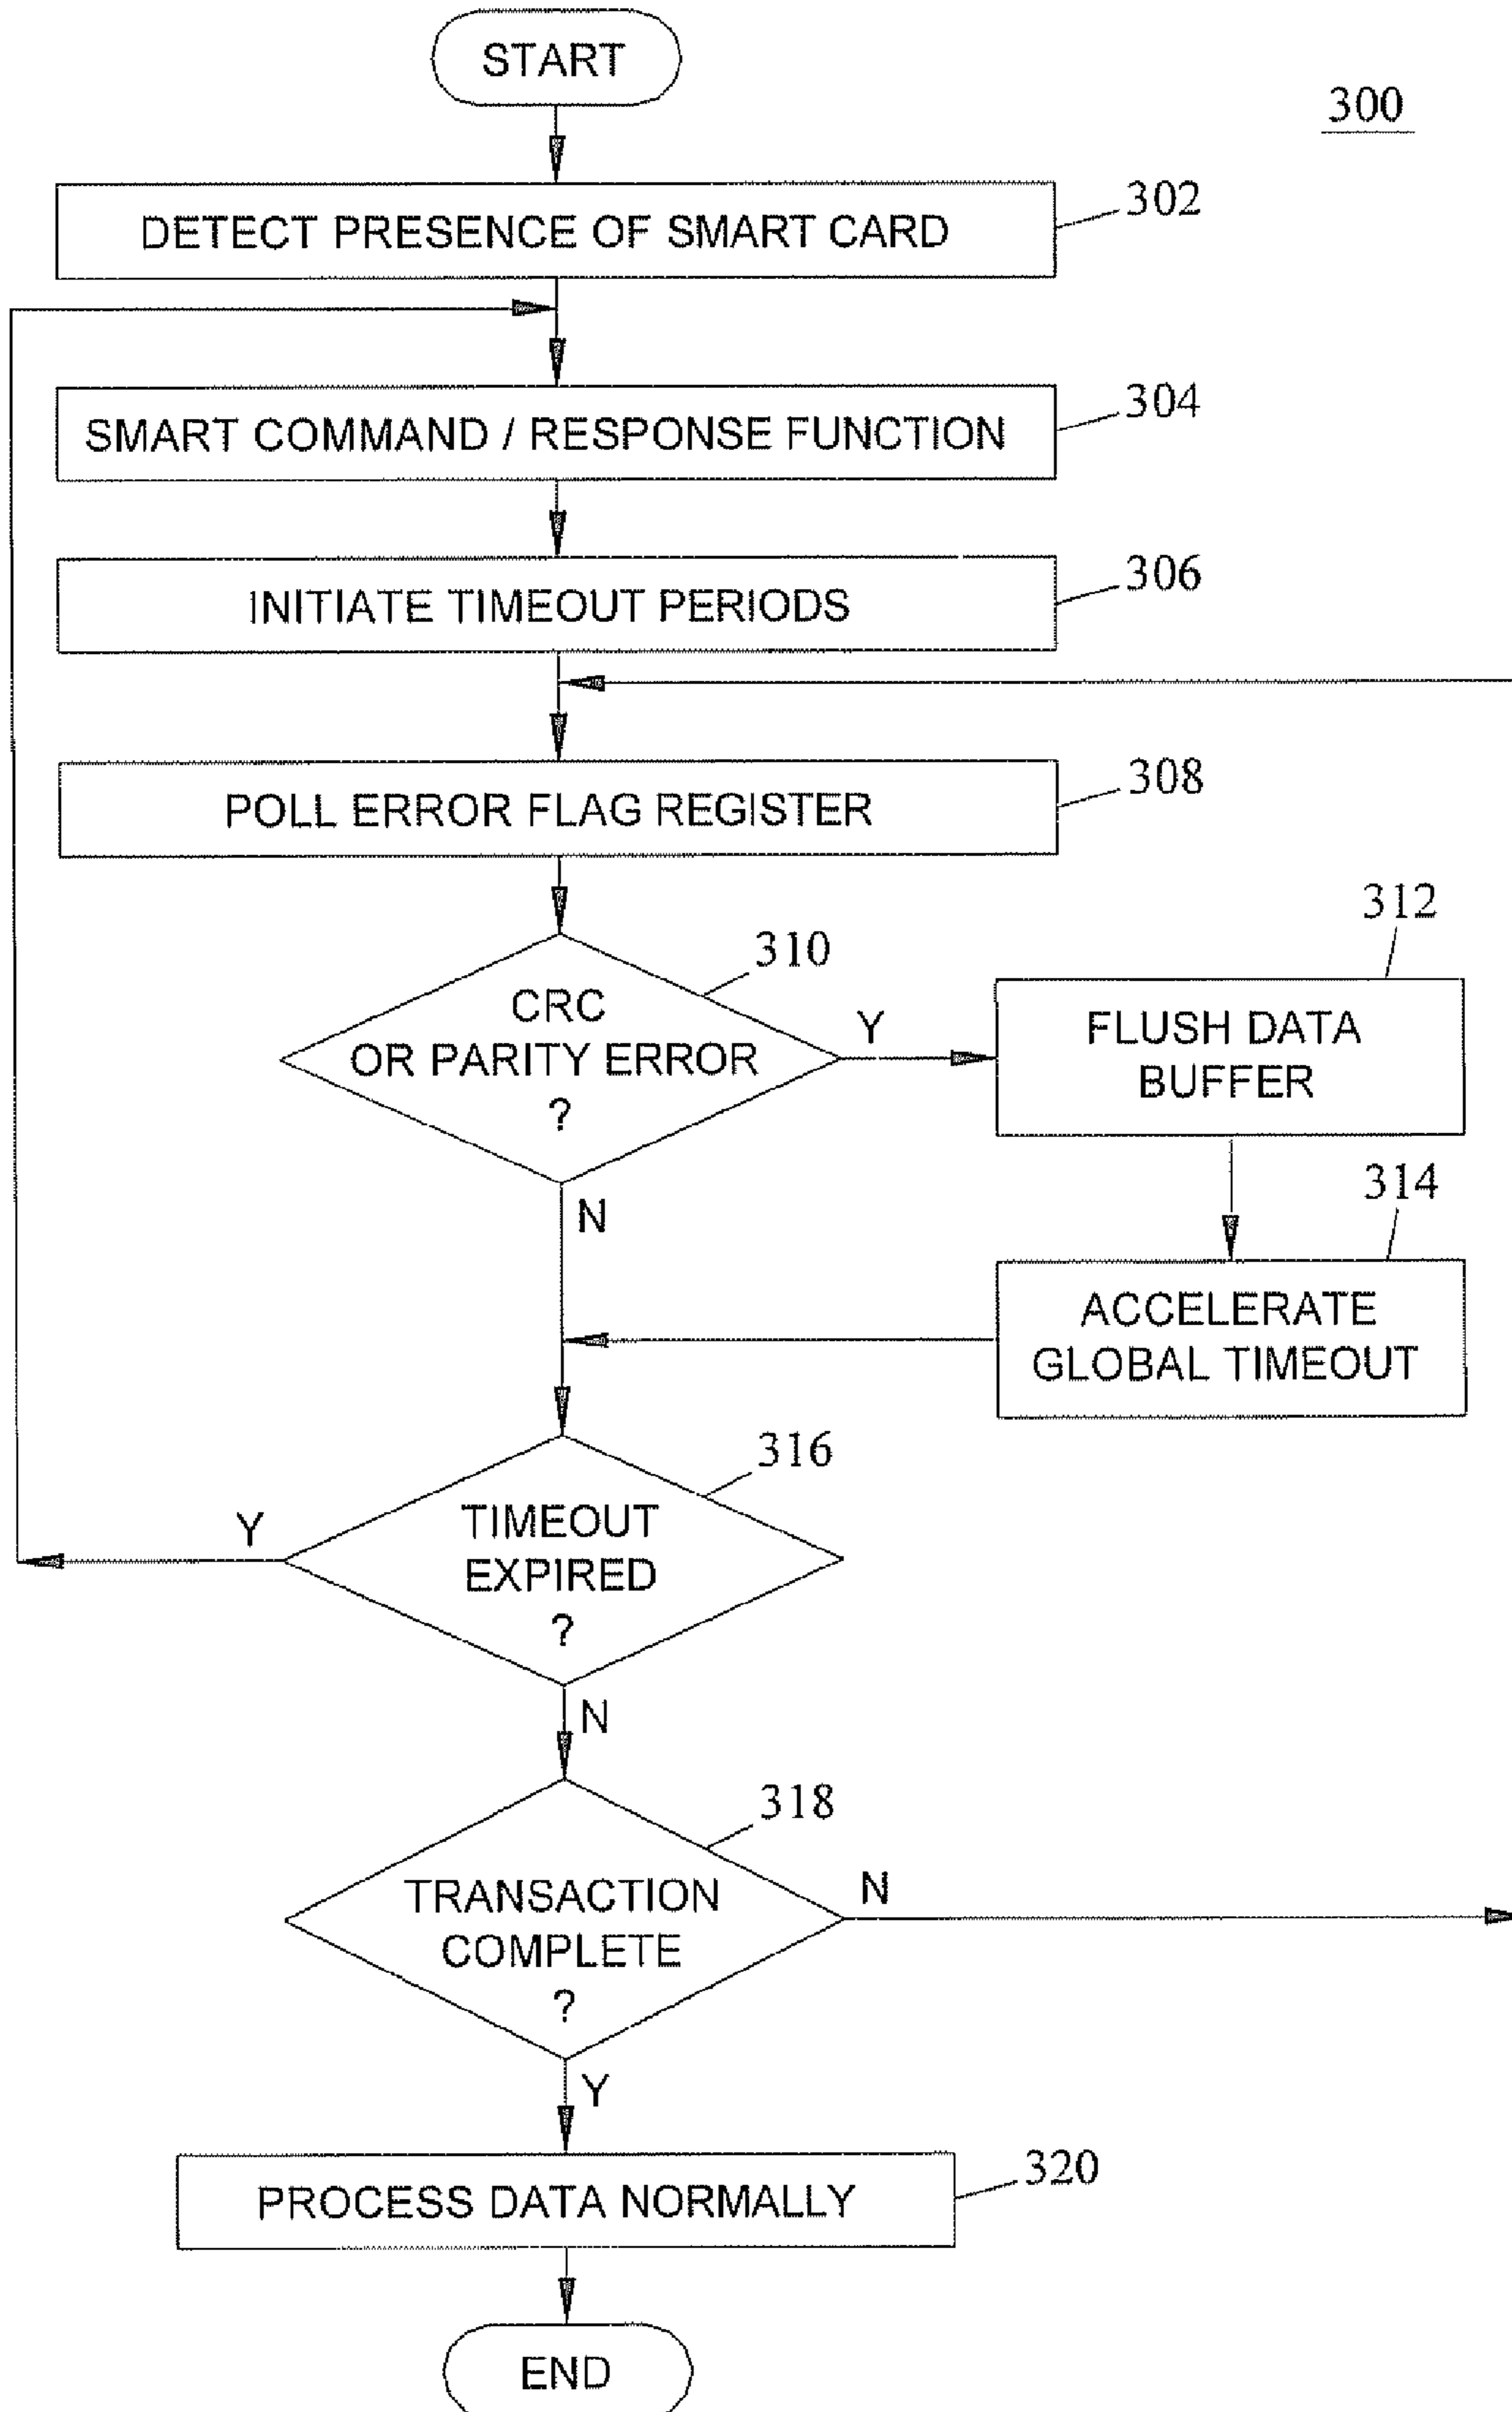 START
300
DETECT PRESENCE OF SMART CARD
302
SMART COMMAND / RESPONSE FUNCTION
304
INITIATE TIMEOUT PERIODS
306
POLL ERROR FLAG REGISTER
308
310
CRC
OR PARITY ERROR
?
Y
N
312
FLUSH DATA
BUFFER
314
ACCELERATE
GLOBAL TIMEOUT
316
TIMEOUT
EXPIRED
?
Y
N
318
TRANSACTION
COMPLETE
?
N
Y
PROCESS DATA NORMALLY
320
END